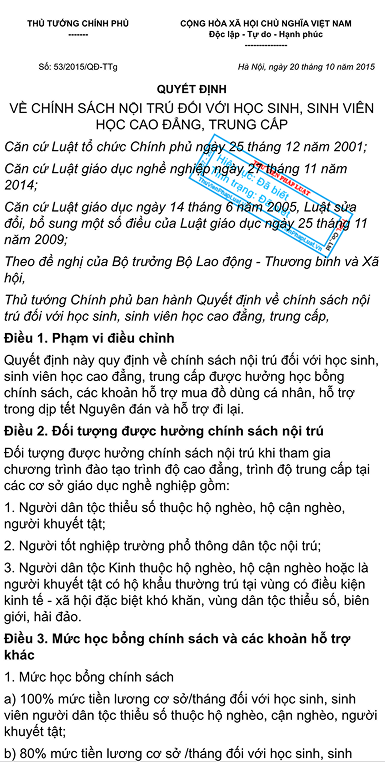 THỦ TƯỚNG CHÍNH PHỦ
-------
CỘNG HÒA XÃ HỘI CHỦ NGHĨA VIỆT NAM
Độc lập - Tự do - Hạnh phúc
---------------
Số: 53/2015/QĐ-TTg
Hà Nội, ngày 20 tháng 10 năm 2015
QUYẾT ĐỊNH
VỀ CHÍNH SÁCH NỘI TRÚ ĐỐI VỚI HỌC SINH, SINH VIÊN
HỌC CAO ĐẲNG, TRUNG CẤP
Căn cứ Luật tổ chức Chính phủ ngày 25 tháng 12 năm 2001;
Căn cứ Luật giáo dục nghề nghiệp ngày 27 tháng 11 năm
2014;
Căn cứ Luật giáo dục ngày 14 tháng 6 năm 2005, Luật sửa
đổi, bổ sung một số điều của Luật giáo dục ngày 25 tháng 11
năm 2009;
Theo đề nghị của Bộ trưởng Bộ Lao động - Thương binh và Xã
hội,
Thủ tướng Chính phủ ban hành Quyết định về chính sách nội
trú đối với học sinh, sinh viên học cao đẳng, trung cấp,
Điều 1. Phạm vi điều chỉnh
Quyết định này quy định về chính sách nội trú đối với học sinh,
sinh viên học cao đẳng, trung cấp được hưởng học bổng
chính sách, các khoản hỗ trợ mua đồ dùng cá nhân, hỗ trợ
trong dịp tết Nguyên đán và hỗ trợ đi lại.
Điều 2. Đối tượng được hưởng chính sách nội trú
Đối tượng được hưởng chính sách nội trú khi tham gia
chương trình đào tạo trình độ cao đẳng, trình độ trung cấp tại
các cơ sở giáo dục nghề nghiệp gồm:
1. Người dân tộc thiểu số thuộc hộ nghèo, hộ cận nghèo,
người khuyết tật;
2. Người tốt nghiệp trường phổ thông dân tộc nội trú;
3. Người dân tộc Kinh thuộc hộ nghèo, hộ cận nghèo hoặc là
người khuyết tật có hộ khẩu thường trú tại vùng có điều kiện
kinh tế - xã hội đặc biệt khó khăn, vùng dân tộc thiểu số, biên
giới, hải đảo.
Điều 3. Mức học bổng chính sách và các khoản hỗ trợ
khác
1. Mức học bổng chính sách
a) 100% mức tiền lương cơ sở/tháng đối với học sinh, sinh
viên người dân tộc thiểu số thuộc hộ nghèo, cận nghèo, người
khuyết tật;
b) 80% mức tiền lương cơ sở /tháng đối với học sinh, sinh